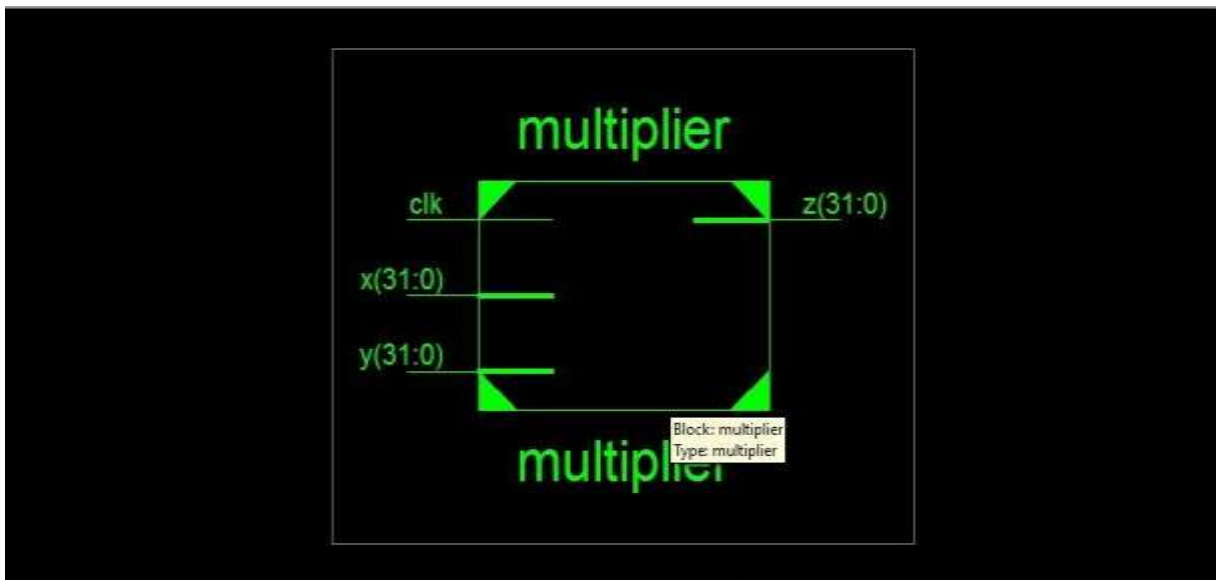 multiplier
clk
z(31:0)
x(31:0)
y(31:0)
Block: multiplier
Type: multiplier
multiplier